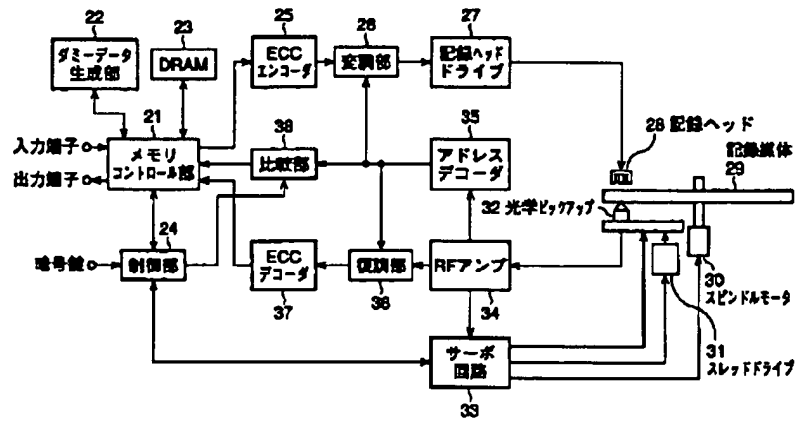 22
ダミーデータ
生成部
23
DRAM
25
ECC
エンコーダ
26
変調部
27
記録ヘッド
ドライブ
21
メモリ
コントロール部
入力端子
出力端子
38
比較部
35
アドレス
デコーダ
28 記録ヘッド
記録媒体
29
32 光学ピックアップ
暗号鍵
24
制御部
ECC
デコーダ
37
復調部
36
RFアンプ
34
30
スピンドルモータ
31
スレッドドライブ
サーボ
回路
33